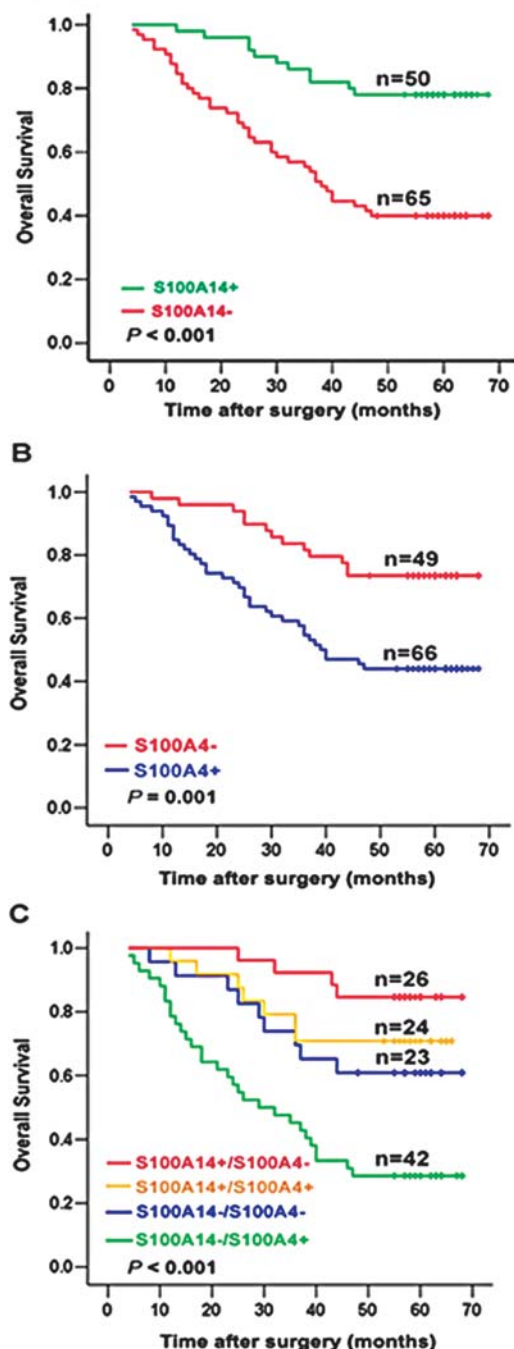 1.0
n=50
0.8
0.6
n=65
0.4
0.2
S100A14+
S100A14-
0.0
P < 0.001
0 10 20 30 40 50 60 70
Time after surgery (months)
Overall Survival
B
1.0
n=49
0.8
0.6
n=66
0.4
0.2
S100A4-
S100A4+
0.0
P = 0.001
0 10 20 30 40 50 60 70
Time after surgery (months)
Overall Survival
C
1.0
n=26
0.8
n=24
n=23
0.6
0.4
n=42
S100A14+/S100A4-
S100A14+/S100A4+
0.2
S100A14-/S100A4-
S100A14-/S100A4+
0.0
P < 0.001
0 10 20 30 40 50 60 70
Time after surgery (months)
Overall Survival